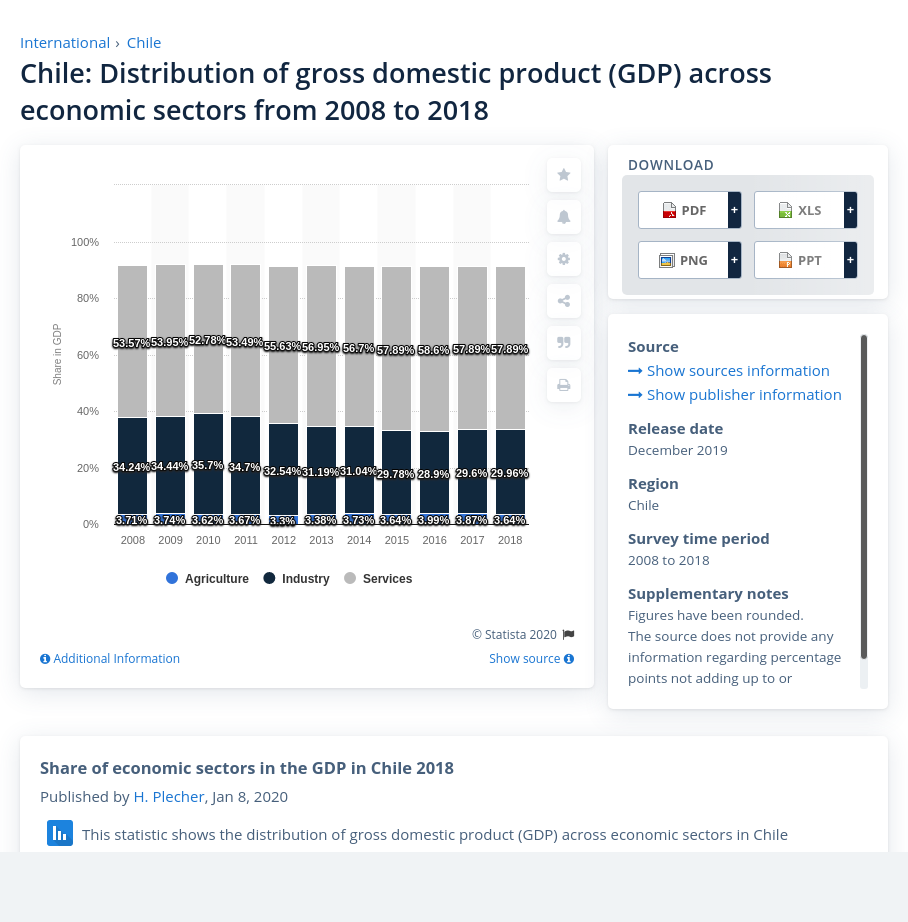 International › Chile
Chile: Distribution of gross domestic product (GDP) across
economic sectors from 2008 to 2018
Share in GDP
100%
80%
60%
40%
20%
0%
53.57% 53.95% 52.78% 53.49% 55.63% 56.95% 56.7% 57.89% 58.6% 57.89% 57.89%
34.24% 34.44% 35.7% 34.7% 32.54% 31.19% 31.04% 29.78% 28.9% 29.6% 29.96%
3.71% 3.74% 3.62% 3.67% 3.3% 3.38% 3.73% 3.64% 3.99% 3.87% 3.64%
2008 2009 2010 2011 2012 2013 2014 2015 2016 2017 2018
Agriculture Industry Services
© Statista 2020
Additional Information
Show source
DOWNLOAD
PDF + XLS +
PNG + PPT +
Source
Show sources information
Show publisher information
Release date
December 2019
Region
Chile
Survey time period
2008 to 2018
Supplementary notes
Figures have been rounded.
The source does not provide any
information regarding percentage
points not adding up to or
Share of economic sectors in the GDP in Chile 2018
Published by H. Plecher, Jan 8, 2020
This statistic shows the distribution of gross domestic product (GDP) across economic sectors in Chile